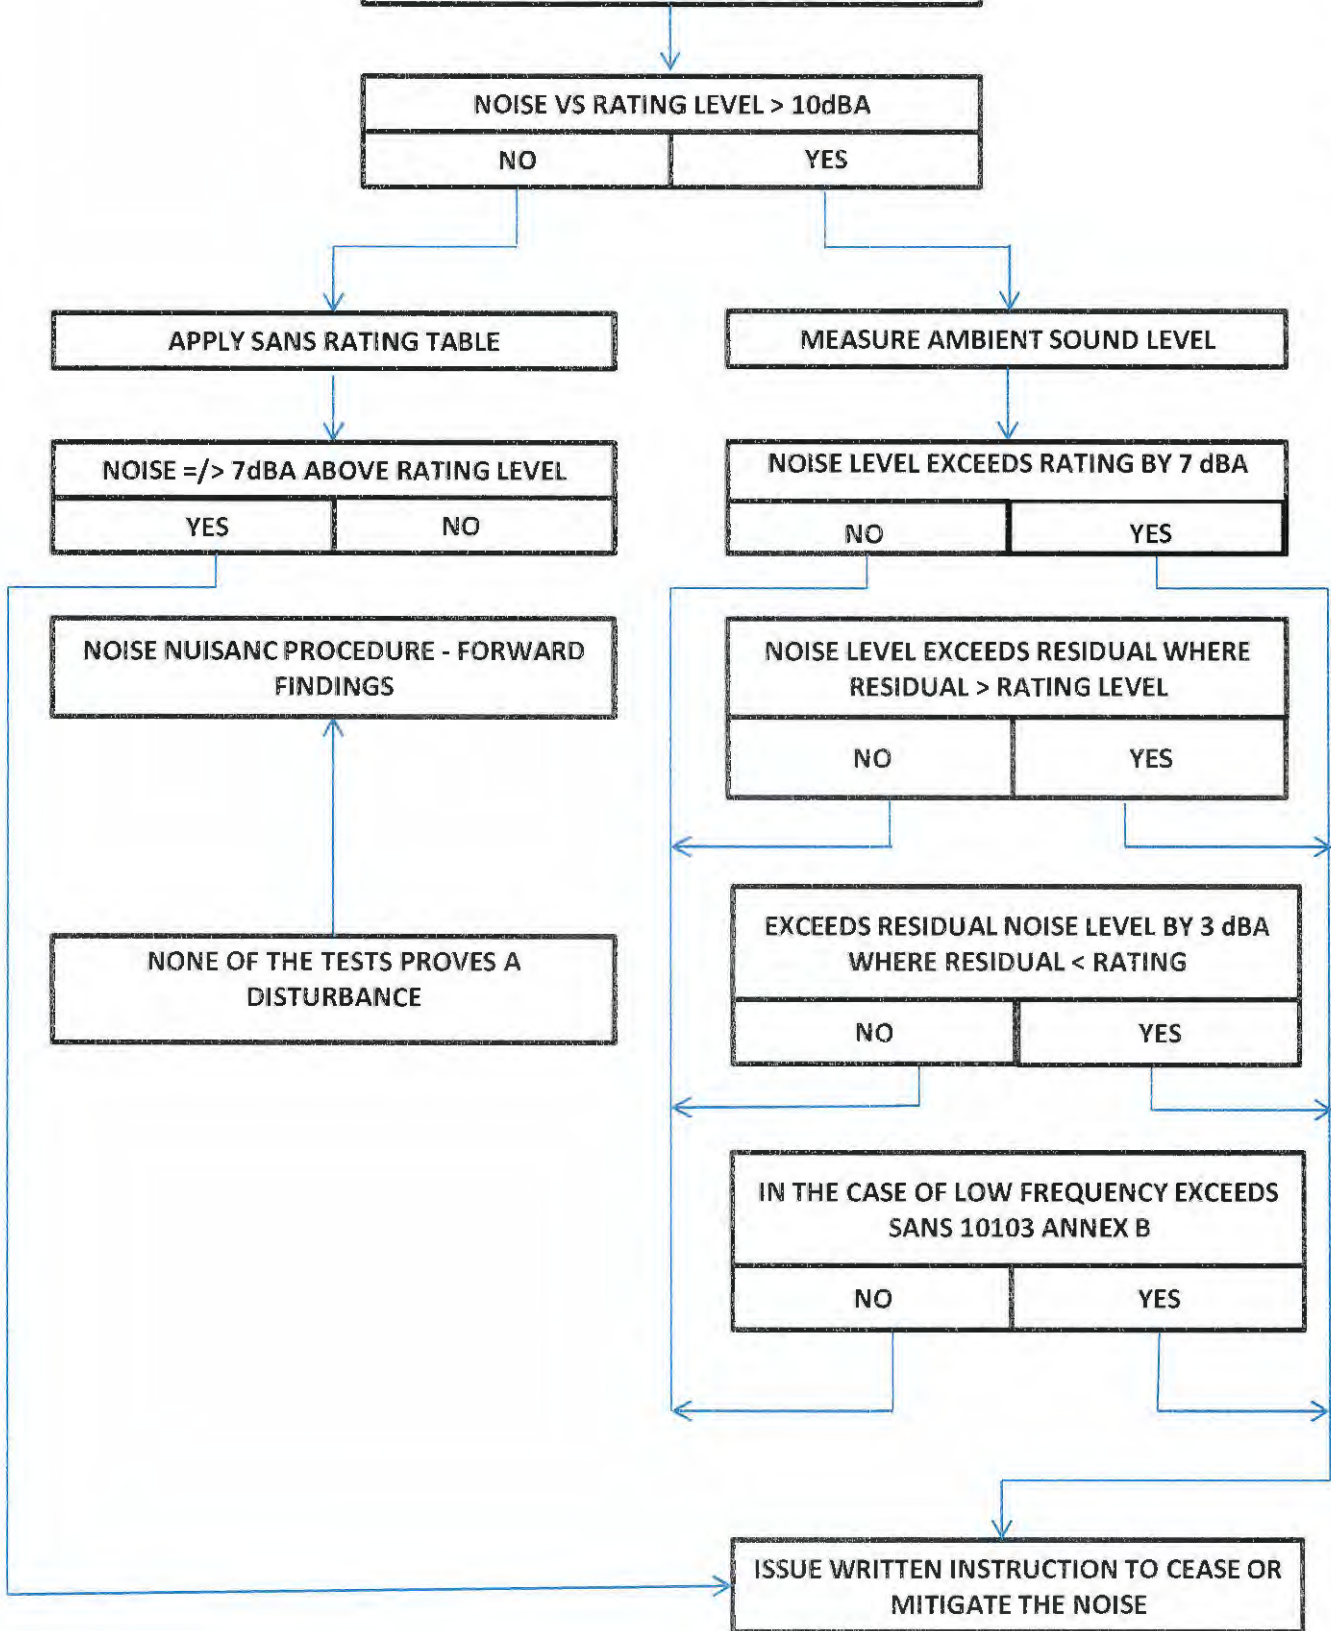 NOISE VS RATING LEVEL > 10dBA
NO
YES
APPLY SANS RATING TABLE
MEASURE AMBIENT SOUND LEVEL
NOISE =/> 7dBA ABOVE RATING LEVEL
YES
NO
NOISE LEVEL EXCEEDS RATING BY 7 dBA
NO
YES
NOISE NUISANC PROCEDURE - FORWARD
FINDINGS
NOISE LEVEL EXCEEDS RESIDUAL WHERE
RESIDUAL > RATING LEVEL
NO
YES
NONE OF THE TESTS PROVES A
DISTURBANCE
EXCEEDS RESIDUAL NOISE LEVEL BY 3 dBA
WHERE RESIDUAL < RATING
NO
YES
IN THE CASE OF LOW FREQUENCY EXCEEDS
SANS 10103 ANNEX B
NO
YES
ISSUE WRITTEN INSTRUCTION TO CEASE OR
MITIGATE THE NOISE